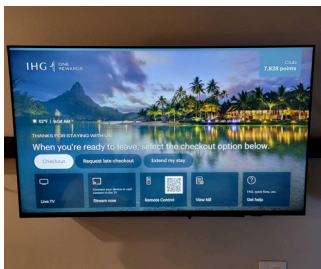 IHG ONE REWARDS
Club
7,828 points
THANKS FOR STAYING WITH US
When you're ready to leave, select the checkout option below.
Checkout
Request late checkout
Extend my stay
Live TV
Stream now
Remote Control
View bill
Get help